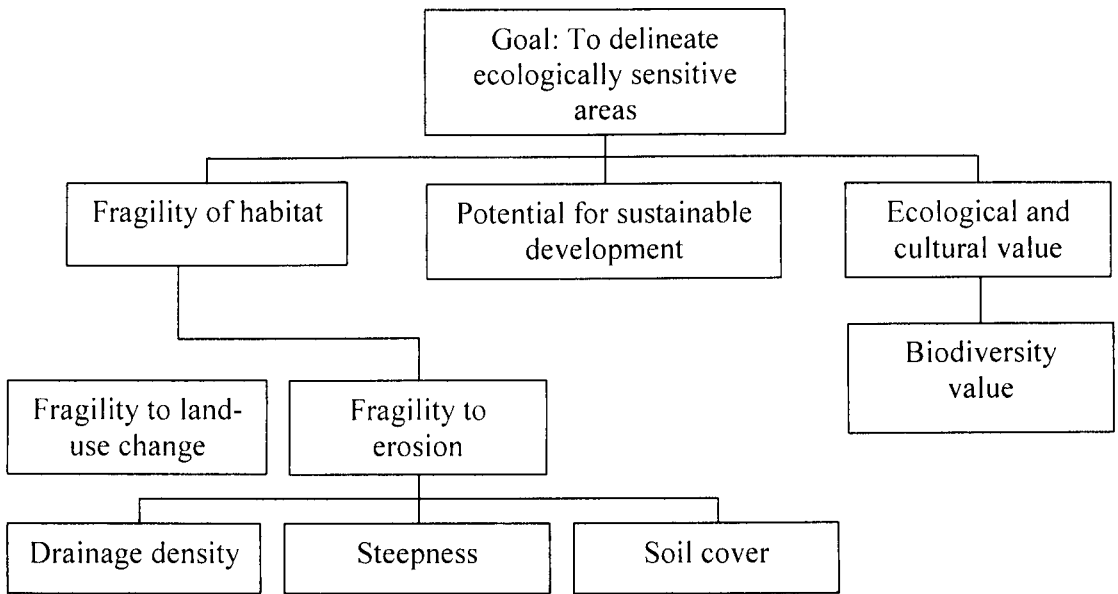 Goal: To delineate
ecologically sensitive
areas
Fragility of habitat
Potential for sustainable
development
Ecological and
cultural value
Biodiversity
value
Fragility to land-
use change
Fragility to
erosion
Drainage density
Steepness
Soil cover